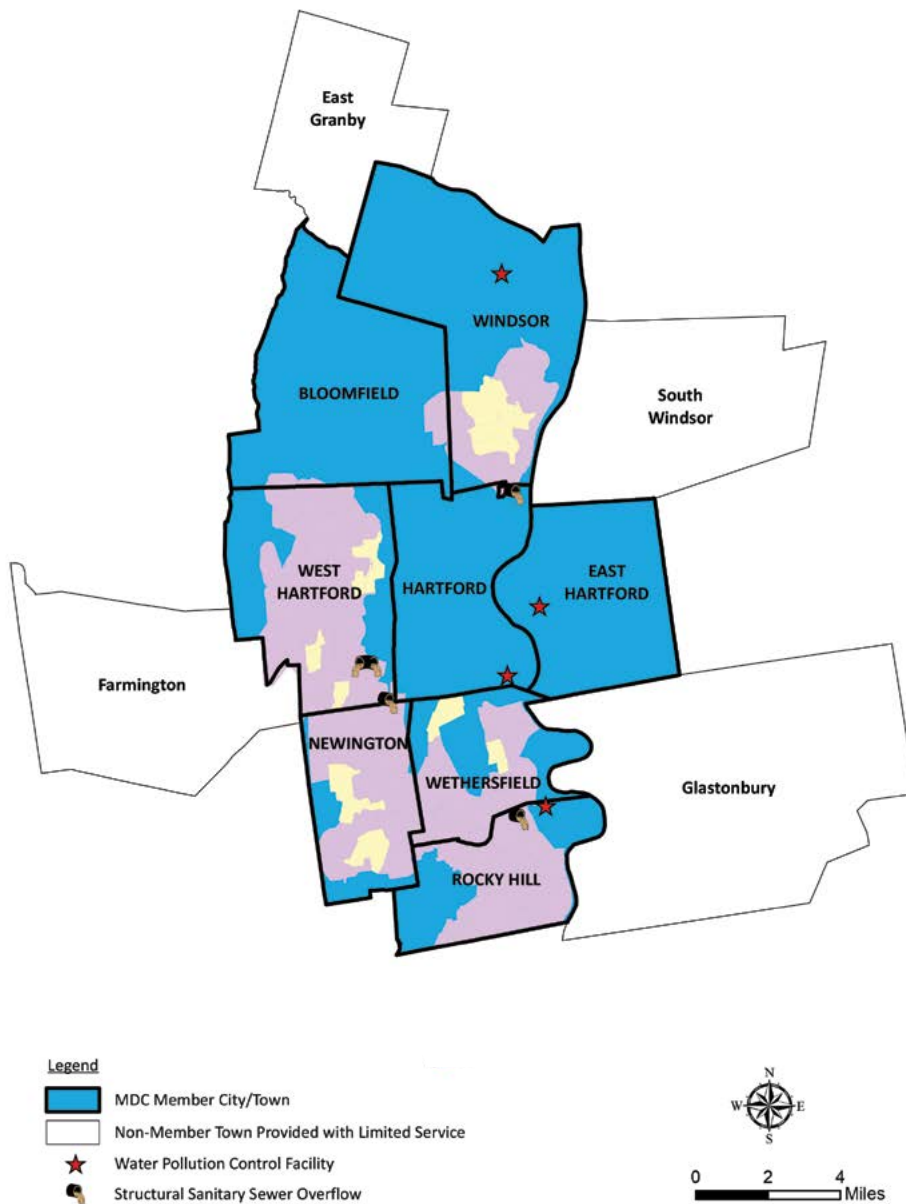 East
Granby
WINDSOR
BLOOMFIELD
South
Windsor
WEST
HARTFORD
HARTFORD
EAST
HARTFORD
Farmington
NEWINGTON
WETHERSFIELD
Glastonbury
ROCKY HILL
Legend
MDC Member City/Town
Non-Member Town Provided with Limited Service
Water Pollution Control Facility
Structural Sanitary Sewer Overflow
N
W E
S
0 2 4
Miles